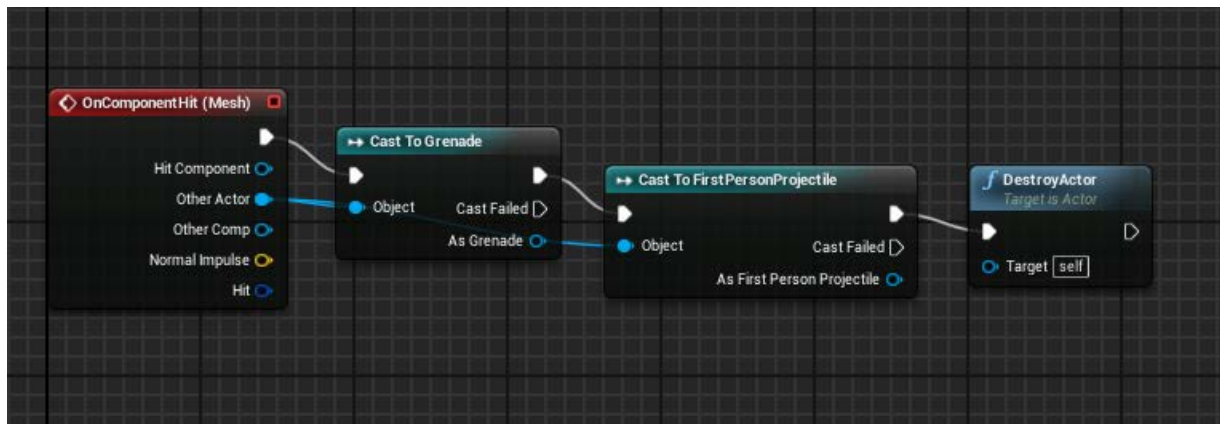 OnComponentHit (Mesh)
Hit Component
Other Actor
Other Comp
Normal Impulse
Hit
Cast To Grenade
Object
Cast Failed
As Grenade
Cast To FirstPersonProjectile
Object
Cast Failed
As First Person Projectile
f DestroyActor
Target is Actor
Target self